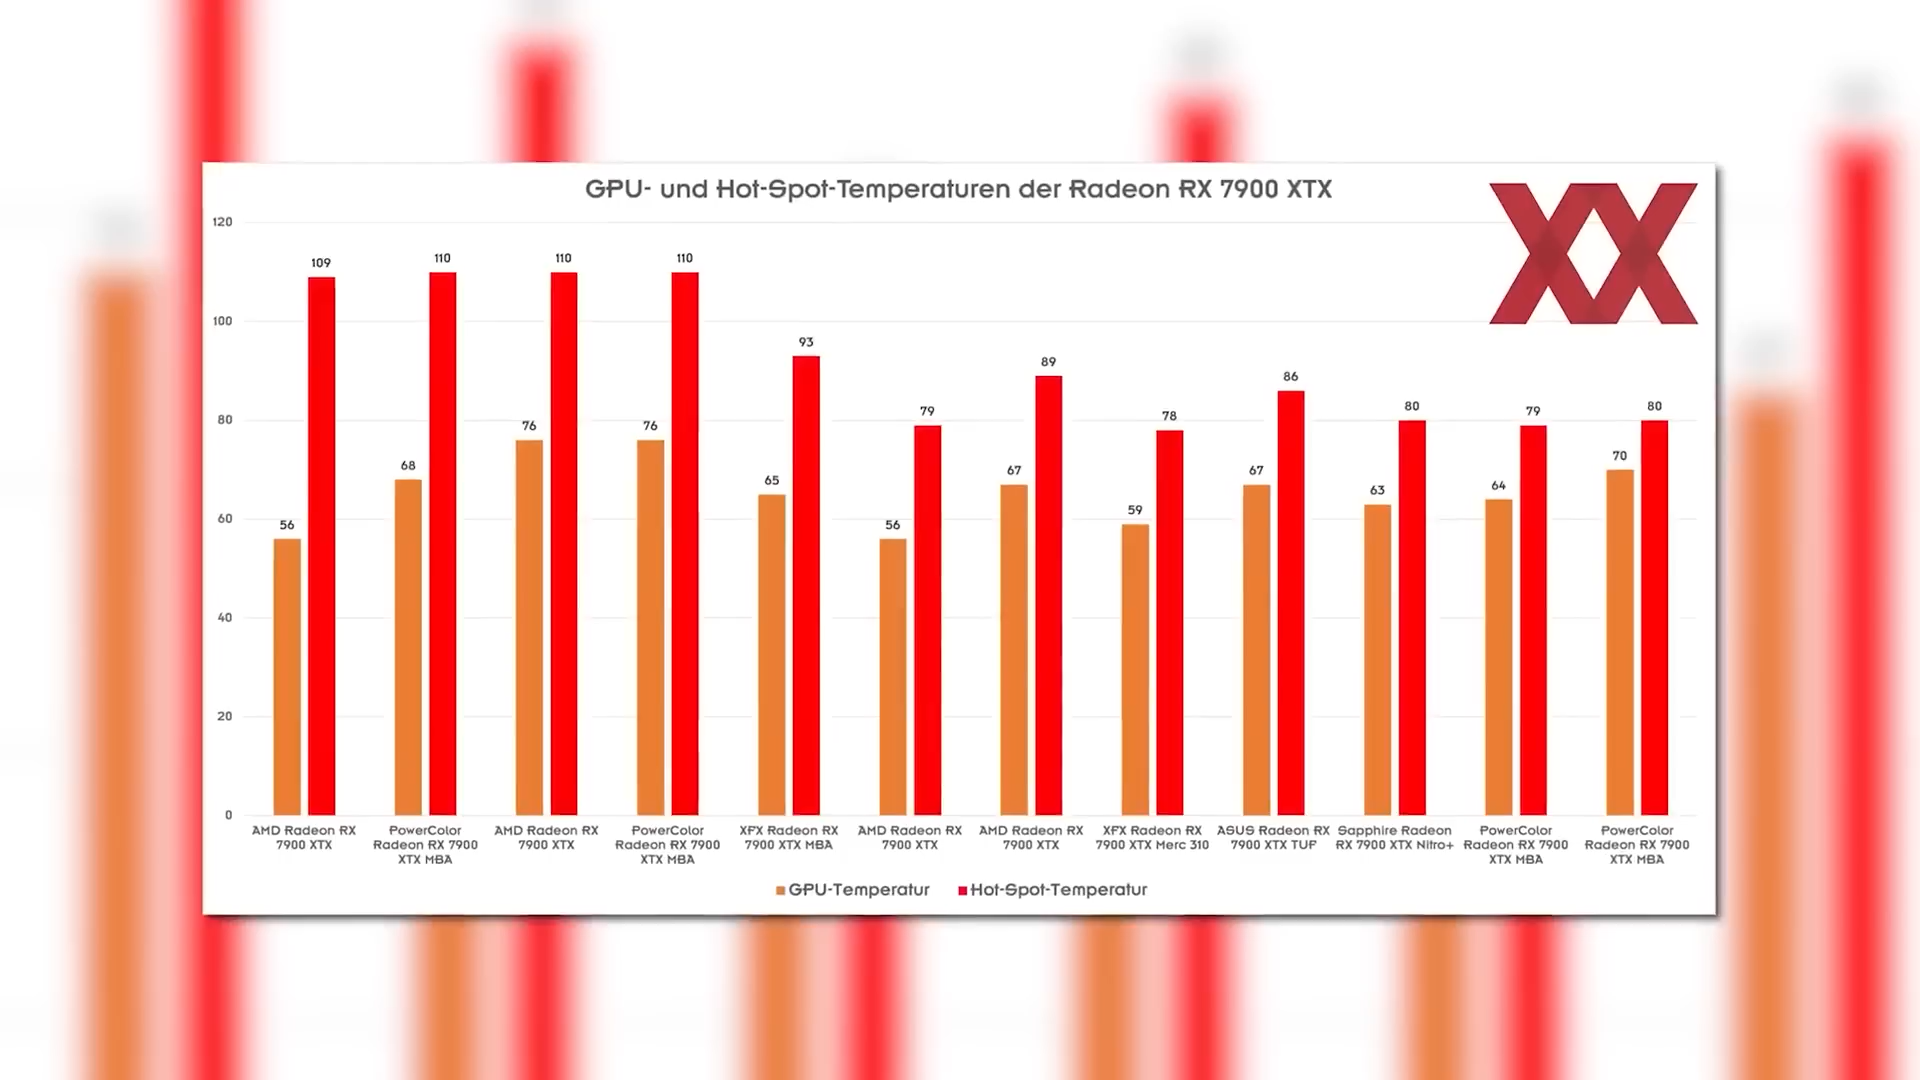 GPU- und Hot-Spot-Temperaturen der Radeon RX 7900 XTX
XX
120
100
80
60
40
20
0
109
110
110
110
93
79
89
78
86
80
79
80
56
68
76
76
65
56
67
59
67
63
64
70
AMD Radeon RX
7900 XTX
PowerColor
Radeon RX 7900
XTX MBA
AMD Radeon RX
7900 XTX
PowerColor
Radeon RX 7900
XTX MBA
XFX Radeon RX
7900 XTX MBA
AMD Radeon RX
7900 XTX
AMD Radeon RX
7900 XTX
XFX Radeon RX
7900 XTX Merc 310
ASUS Radeon RX
7900 XTX TUF
Sapphire Radeon
RX 7900 XTX Nitro+
PowerColor
Radeon RX 7900
XTX MBA
PowerColor
Radeon RX 7900
XTX MBA
GPU-Temperatur
Hot-Spot-Temperatur